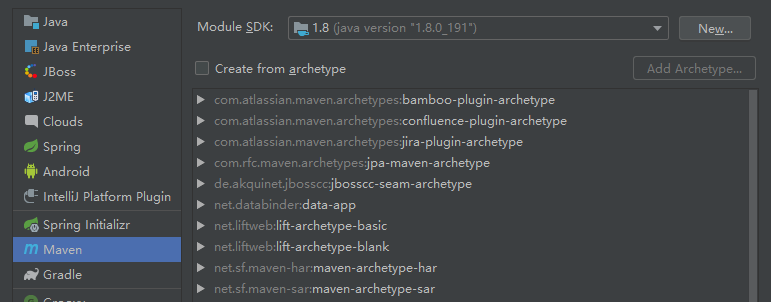 Java
Java Enterprise
JBoss
J2ME
Clouds
Spring
Android
IntelliJ Platform Plugin
Spring Initializr
Maven
Gradle
Module SDK: 1.8 (java version "1.8.0_191") New...
Create from archetype Add Archetype...
com.atlassian.maven.archetypes:bamboo-plugin-archetype
com.atlassian.maven.archetypes:confluence-plugin-archetype
com.atlassian.maven.archetypes:jira-plugin-archetype
com.rfc.maven.archetypes:jpa-maven-archetype
de.akquinet.jbosscc:jbosscc-seam-archetype
net.databinder:data-app
net.liftweb:lift-archetype-basic
net.liftweb:lift-archetype-blank
net.sf.maven-har:maven-archetype-har
net.sf.maven-sar:maven-archetype-sar